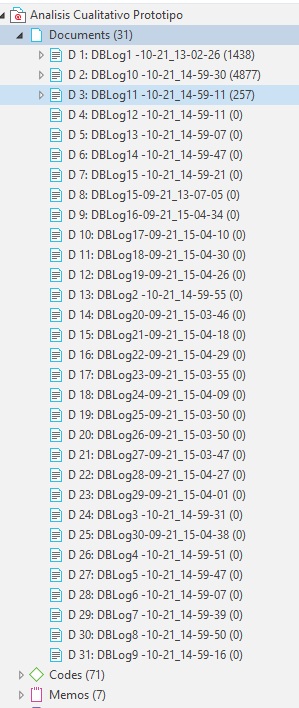 Analisis Cualitativo Prototipo
Documents (31)
D 1: DBLog1 -10-21_13-02-26 (1438)
D 2: DBLog10 -10-21_14-59-30 (4877)
D 3: DBLog11 -10-21_14-59-11 (257)
D 4: DBLog12 -10-21_14-59-11 (0)
D 5: DBLog13 -10-21_14-59-07 (0)
D 6: DBLog14 -10-21_14-59-47 (0)
D 7: DBLog15 -10-21_14-59-21 (0)
D 8: DBLog15-09-21_13-07-05 (0)
D 9: DBLog16-09-21_15-04-34 (0)
D 10: DBLog17-09-21_15-04-10 (0)
D 11: DBLog18-09-21_15-04-30 (0)
D 12: DBLog19-09-21_15-04-26 (0)
D 13: DBLog2 -10-21_14-59-55 (0)
D 14: DBLog20-09-21_15-03-46 (0)
D 15: DBLog21-09-21_15-04-18 (0)
D 16: DBLog22-09-21_15-04-29 (0)
D 17: DBLog23-09-21_15-03-55 (0)
D 18: DBLog24-09-21_15-04-09 (0)
D 19: DBLog25-09-21_15-03-50 (0)
D 20: DBLog26-09-21_15-03-50 (0)
D 21: DBLog27-09-21_15-03-47 (0)
D 22: DBLog28-09-21_15-04-27 (0)
D 23: DBLog29-09-21_15-04-01 (0)
D 24: DBLog3 -10-21_14-59-31 (0)
D 25: DBLog30-09-21_15-04-38 (0)
D 26: DBLog4 -10-21_14-59-51 (0)
D 27: DBLog5 -10-21_14-59-47 (0)
D 28: DBLog6 -10-21_14-59-07 (0)
D 29: DBLog7 -10-21_14-59-39 (0)
D 30: DBLog8 -10-21_14-59-50 (0)
D 31: DBLog9 -10-21_14-59-16 (0)
Codes (71)
Memos (7)